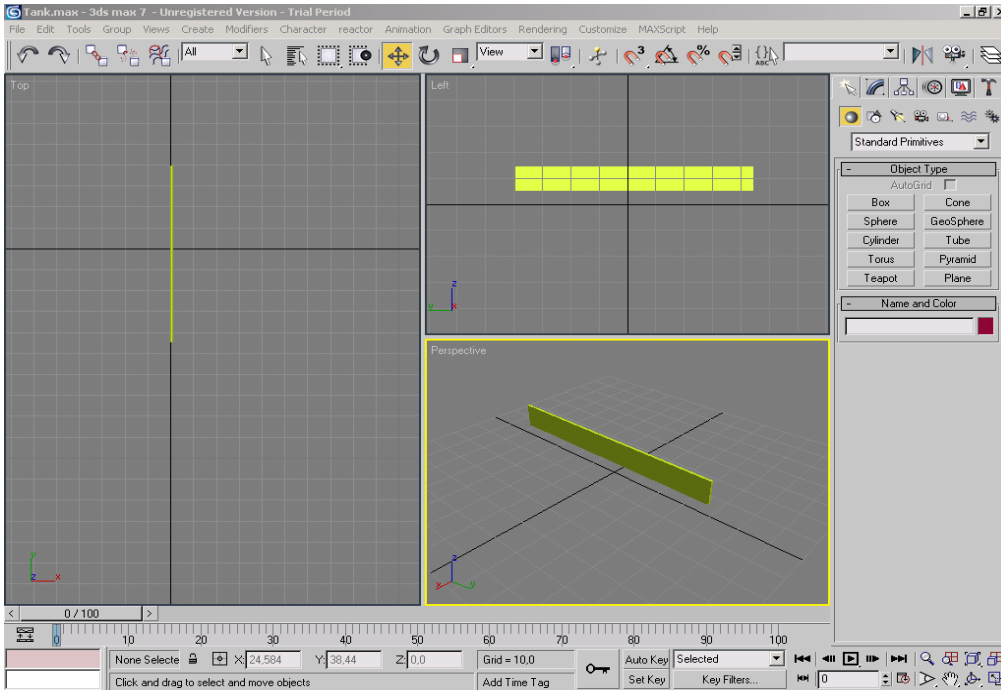 Tank.max - 3ds max 7 - Unregistered Version - Trial Period
File Edit Tools Group Views Create Modifiers Character reactor Animation Graph Editors Rendering Customize MAXScript Help
All View 3 % ABC
Top
Left
Standard Primitives
- Object Type
AutoGrid
Box Cone
Sphere GeoSphere
Cylinder Tube
Torus Pyramid
Teapot Plane
- Name and Color
z
y x
Perspective
y
z x
z
x y
< 0 / 100 >
0 10 20 30 40 50 60 70 80 90 100
None Selecte X: 24,584 Y: 38,44 Z: 0,0 Grid = 10,0 Auto Key Selected
Click and drag to select and move objects Add Time Tag Set Key Key Filters... 0